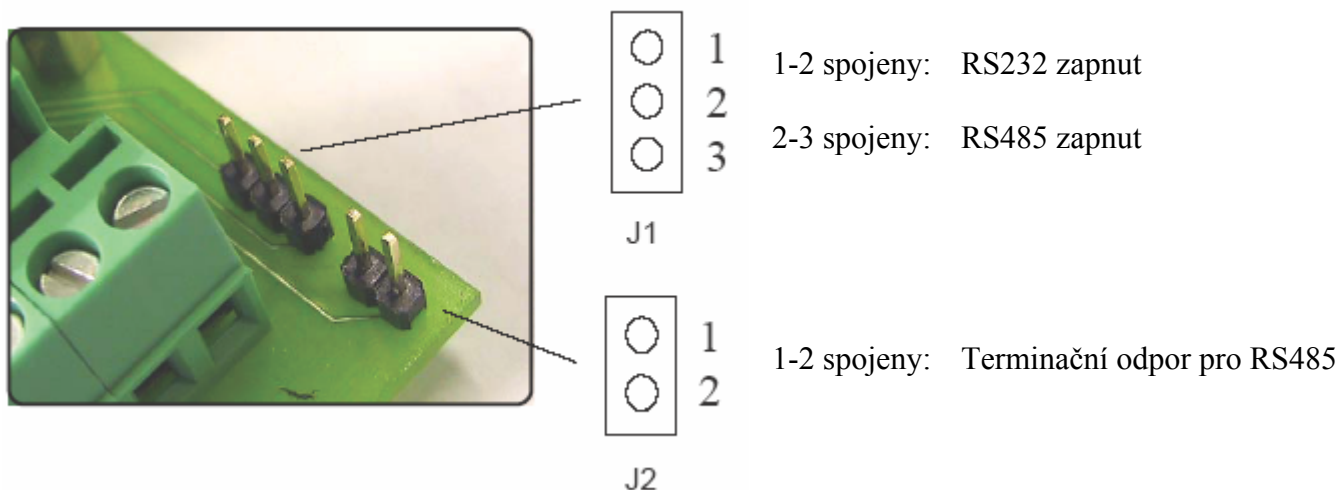 1
1-2 spojeny: RS232 zapnut
2
2-3 spojeny: RS485 zapnut
3
J1
1
1-2 spojeny: Terminační odpor pro RS485
2
J2